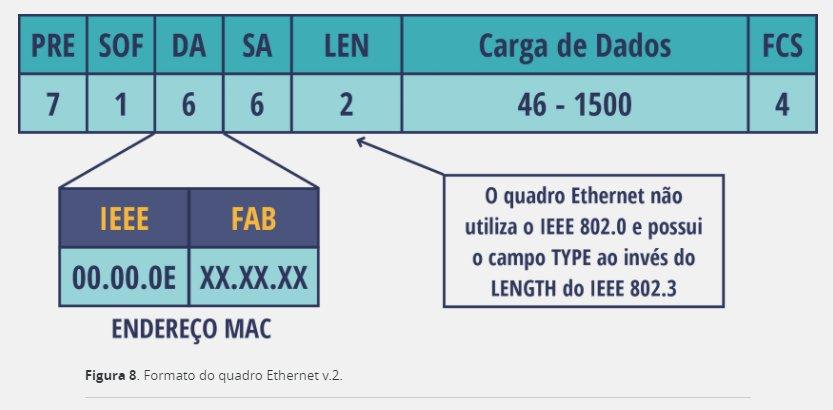 PRE SOF DA SA LEN Carga de Dados FCS
7 1 6 6 2 46 - 1500 4
IEEE FAB
00.00.0E XX.XX.XX
ENDEREÇO MAC
O quadro Ethernet não
utiliza o IEEE 802.0 e possui
o campo TYPE ao invés do
LENGTH do IEEE 802.3
Figura 8. Formato do quadro Ethernet v.2.